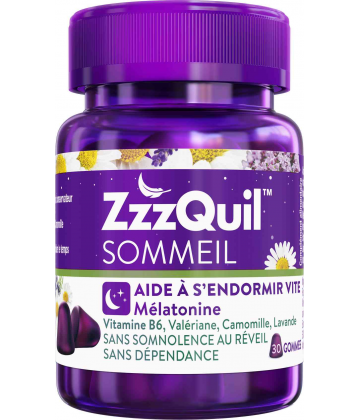 ZzzQuil™
SOMMEIL
AIDE À S'ENDORMIR VITE
Mélatonine
Vitamine B6, Valériane, Camomille, Lavande
SANS SOMNOLENCE AU RÉVEIL
SANS DÉPENDANCE
30 GOMMES